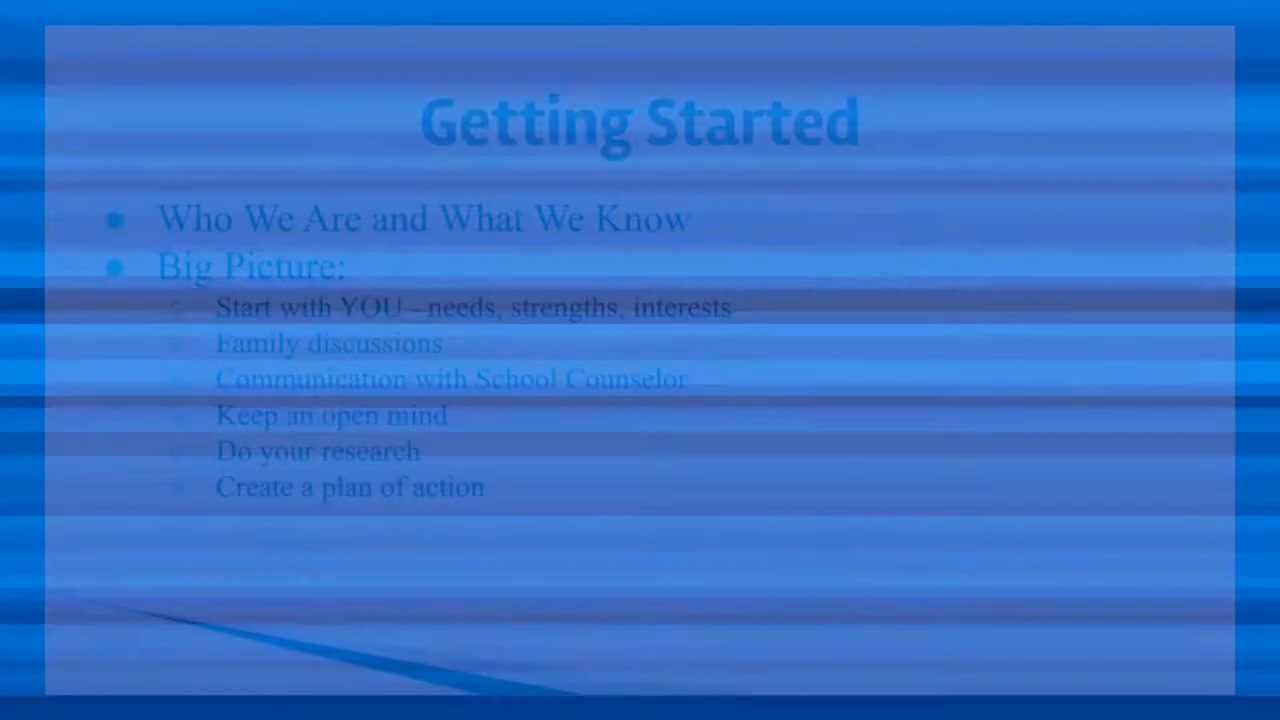 Getting Started
● Who We Are and What We Know
● Big Picture:
○ Start with YOU – needs, strengths, interests
○ Family discussions
○ Communication with School Counselor
○ Keep an open mind
○ Do your research
○ Create a plan of action